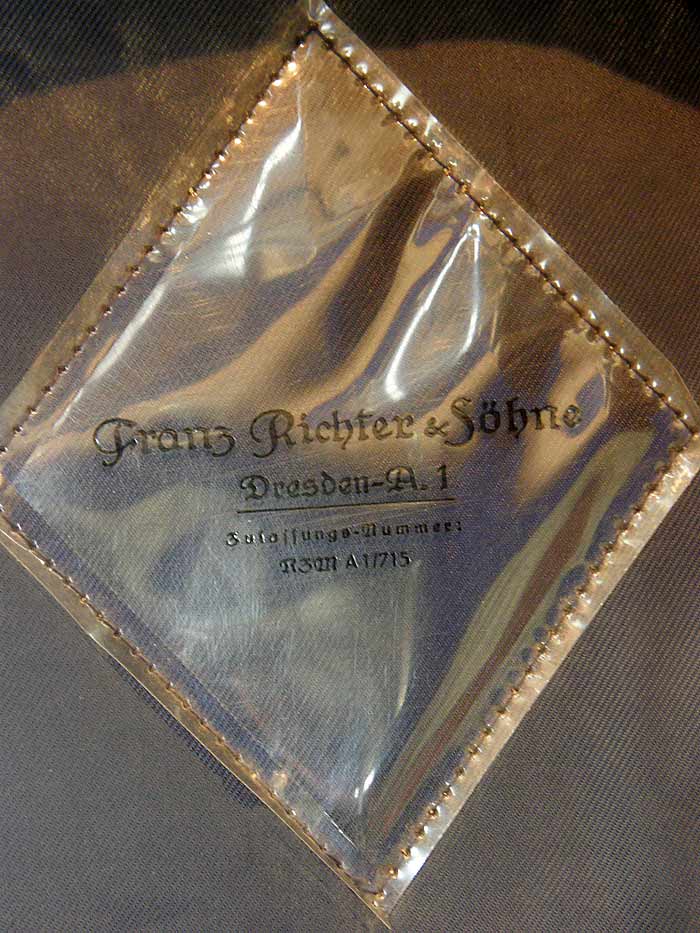 Franz Richter & Söhne
Dresden-A. 1
Zulassungs-Nummer:
RZM A1/715